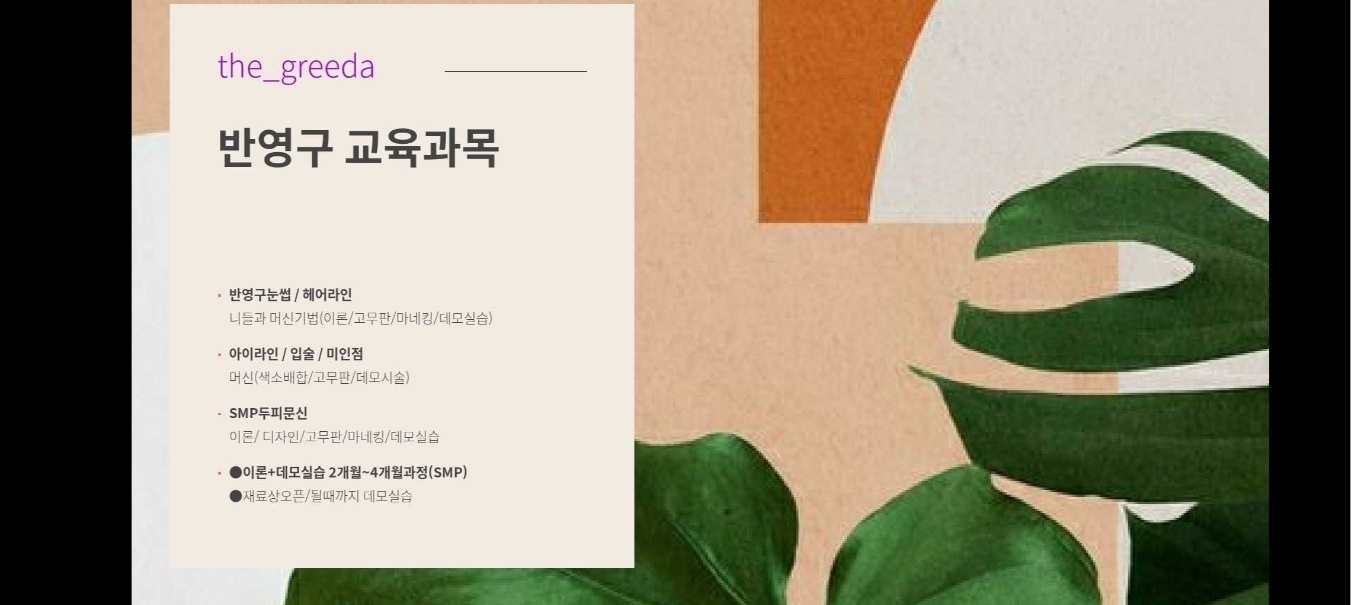 the_greeda
반영구 교육과목
• 반영구눈썹 / 헤어라인
니들과 머신기법(이론/고무판/마네킹/데모실습)
• 아이라인 / 입술 / 미인점
머신(색소배합/고무판/데모시술)
• SMP두피문신
이론/ 디자인/고무판/마네킹/데모실습
• ●이론+데모실습 2개월~4개월과정(SMP)
●재료상오픈/될때까지 데모실습